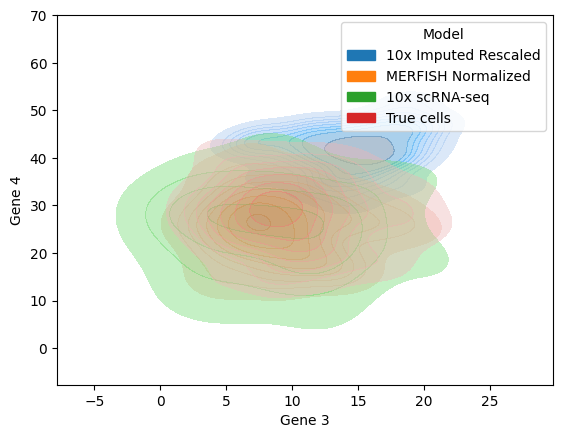 70
60
50
40
30
20
10
0
Gene 4
−5
0
5
10
15
20
25
Gene 3
Model
10x Imputed Rescaled
MERFISH Normalized
10x scRNA-seq
True cells